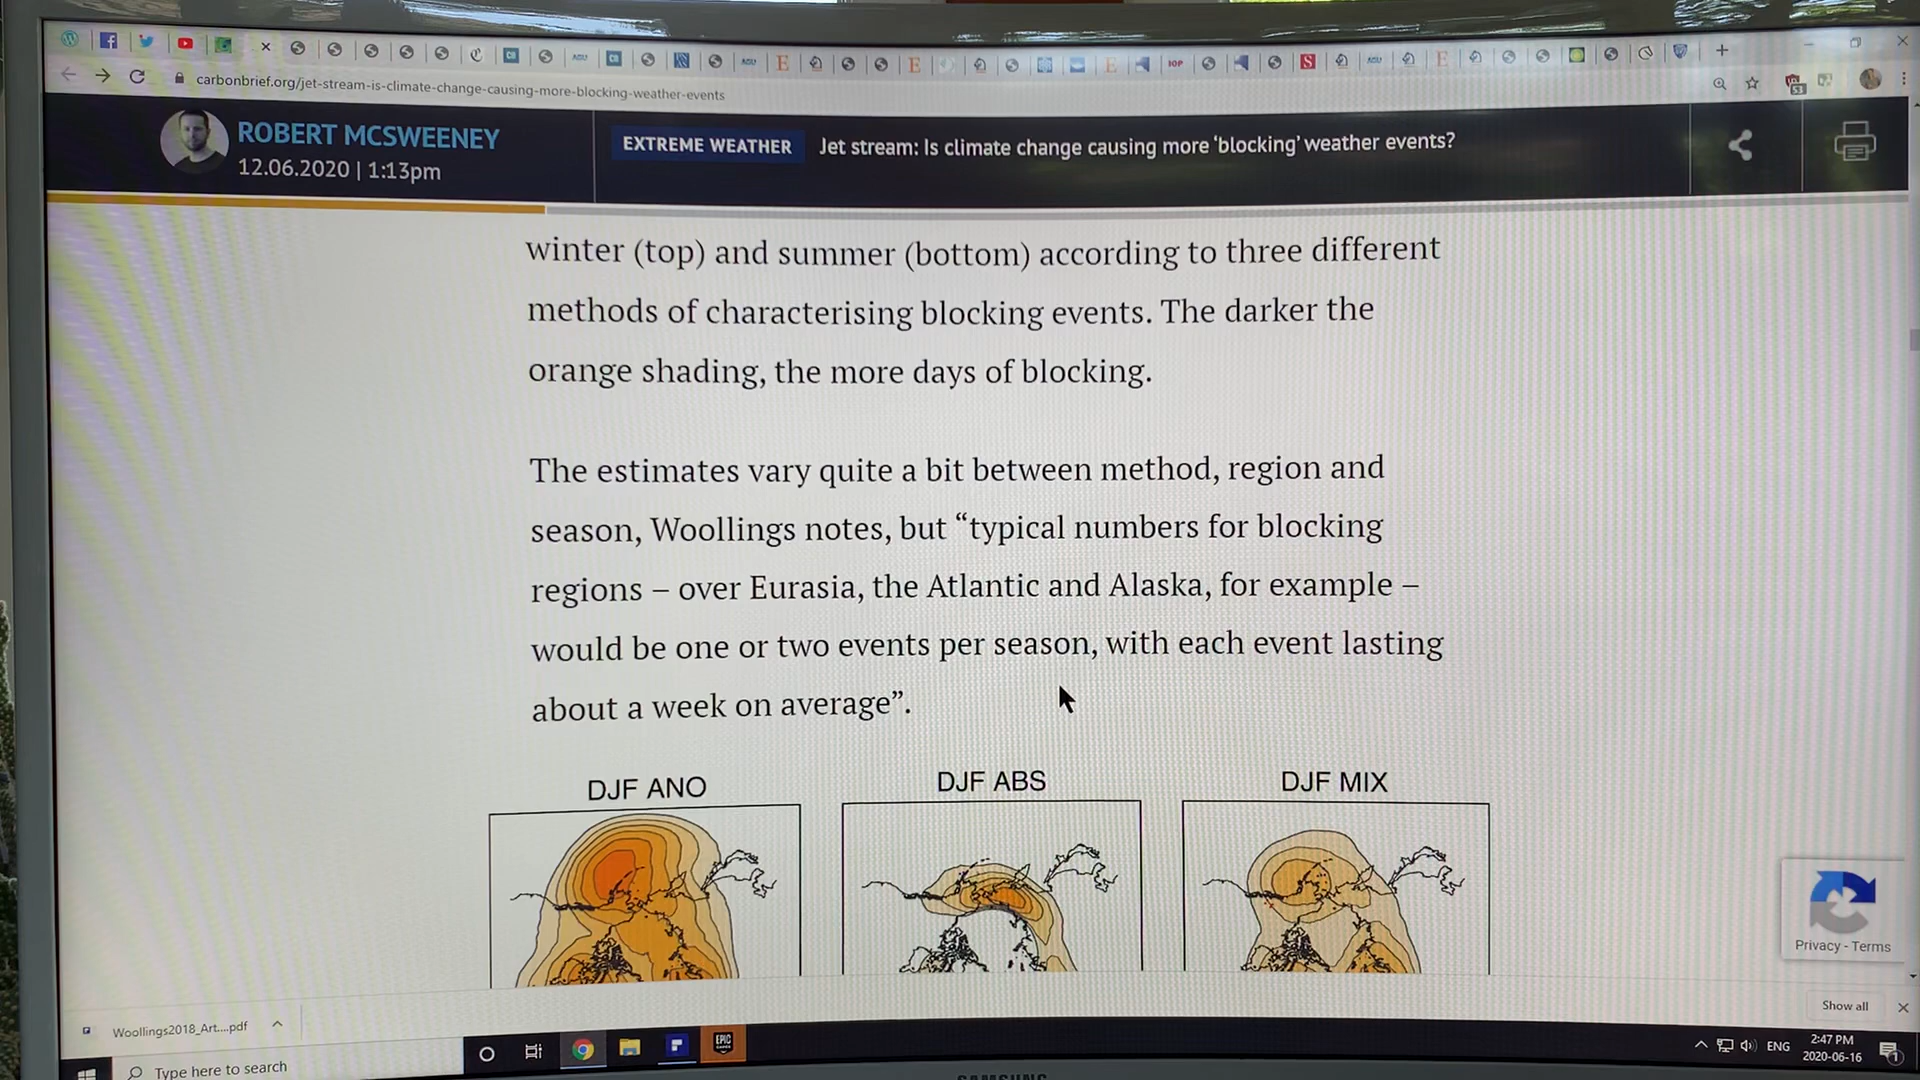 carbonbrief.org/jet-stream-is-climate-change-causing-more-blocking-weather-events
53
ROBERT MCSWEENEY
12.06.2020 | 1:13pm
EXTREME WEATHER
Jet stream: Is climate change causing more ‘blocking’ weather events?
winter (top) and summer (bottom) according to three different
methods of characterising blocking events. The darker the
orange shading, the more days of blocking.
The estimates vary quite a bit between method, region and
season, Woollings notes, but “typical numbers for blocking
regions – over Eurasia, the Atlantic and Alaska, for example –
would be one or two events per season, with each event lasting
about a week on average”.
DJF ANO
DJF ABS
DJF MIX
Privacy - Terms
Woollings2018_Art....pdf
Show all
Type here to search
EPIC
ENG
2:47 PM
2020-06-16
1
SAMSUNG